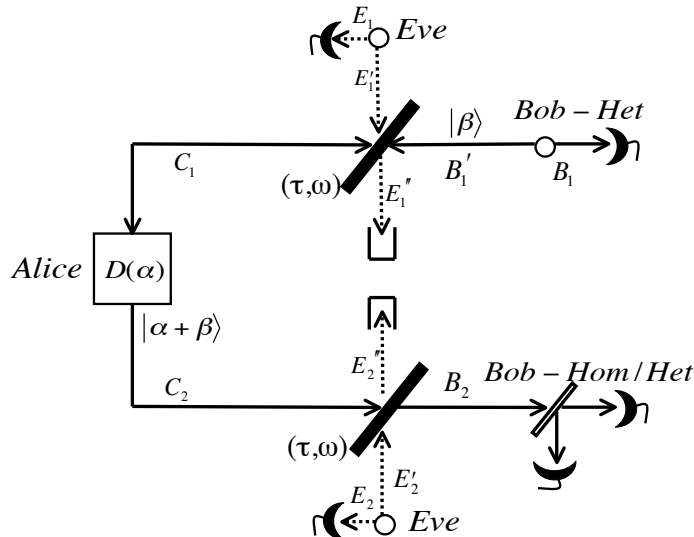 E₁ Eve
E₁′
|β⟩ Bob – Het
C₁ B₁′ B₁
(τ,ω) E₁″
Alice D(α)
|α + β⟩
E₂″ Bob – Hom / Het
C₂ B₂
(τ,ω) E₂′
E₂ Eve